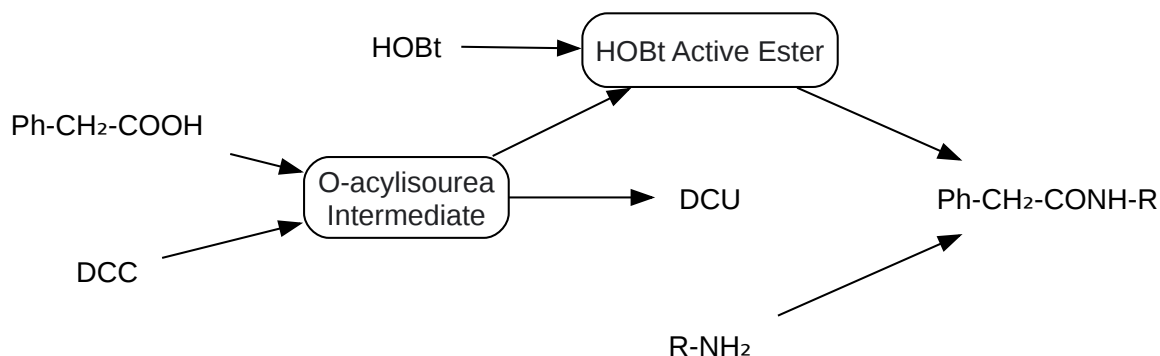 HOBt
HOBt Active Ester
Ph-CH₂-COOH
O-acylisourea
Intermediate
DCU
Ph-CH₂-CONH-R
DCC
R-NH₂